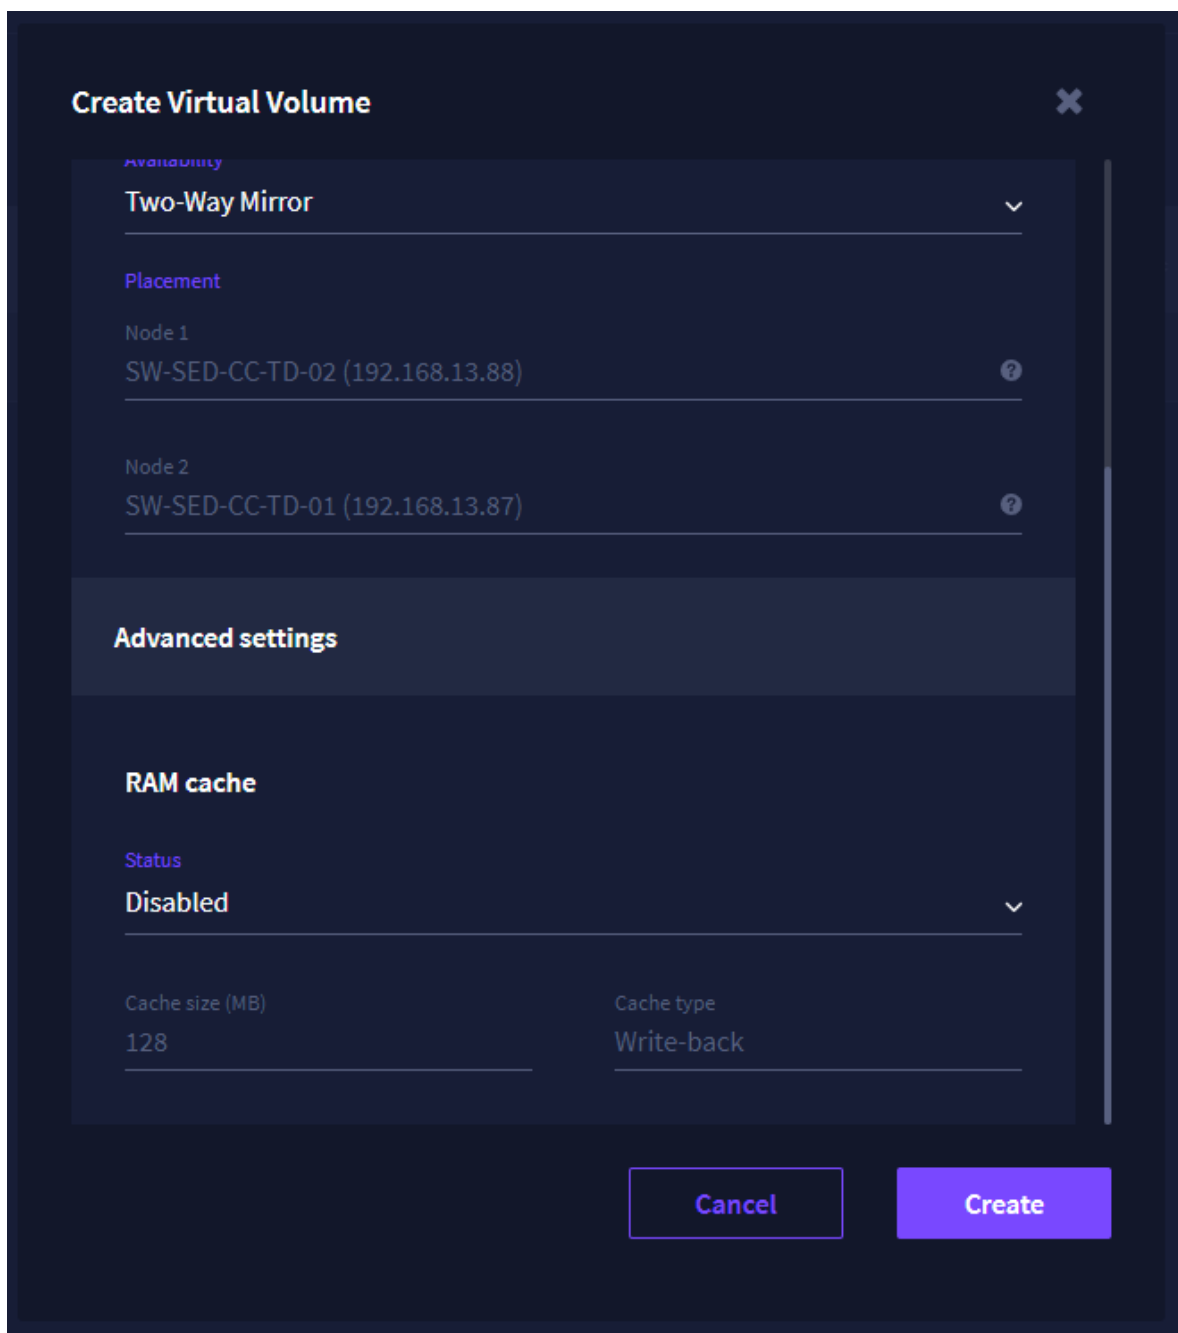 Create Virtual Volume
Availability
Two-Way Mirror
Placement
Node 1
SW-SED-CC-TD-02 (192.168.13.88)
Node 2
SW-SED-CC-TD-01 (192.168.13.87)
Advanced settings
RAM cache
Status
Disabled
Cache size (MB)
Cache type
128
Write-back
Cancel
Create